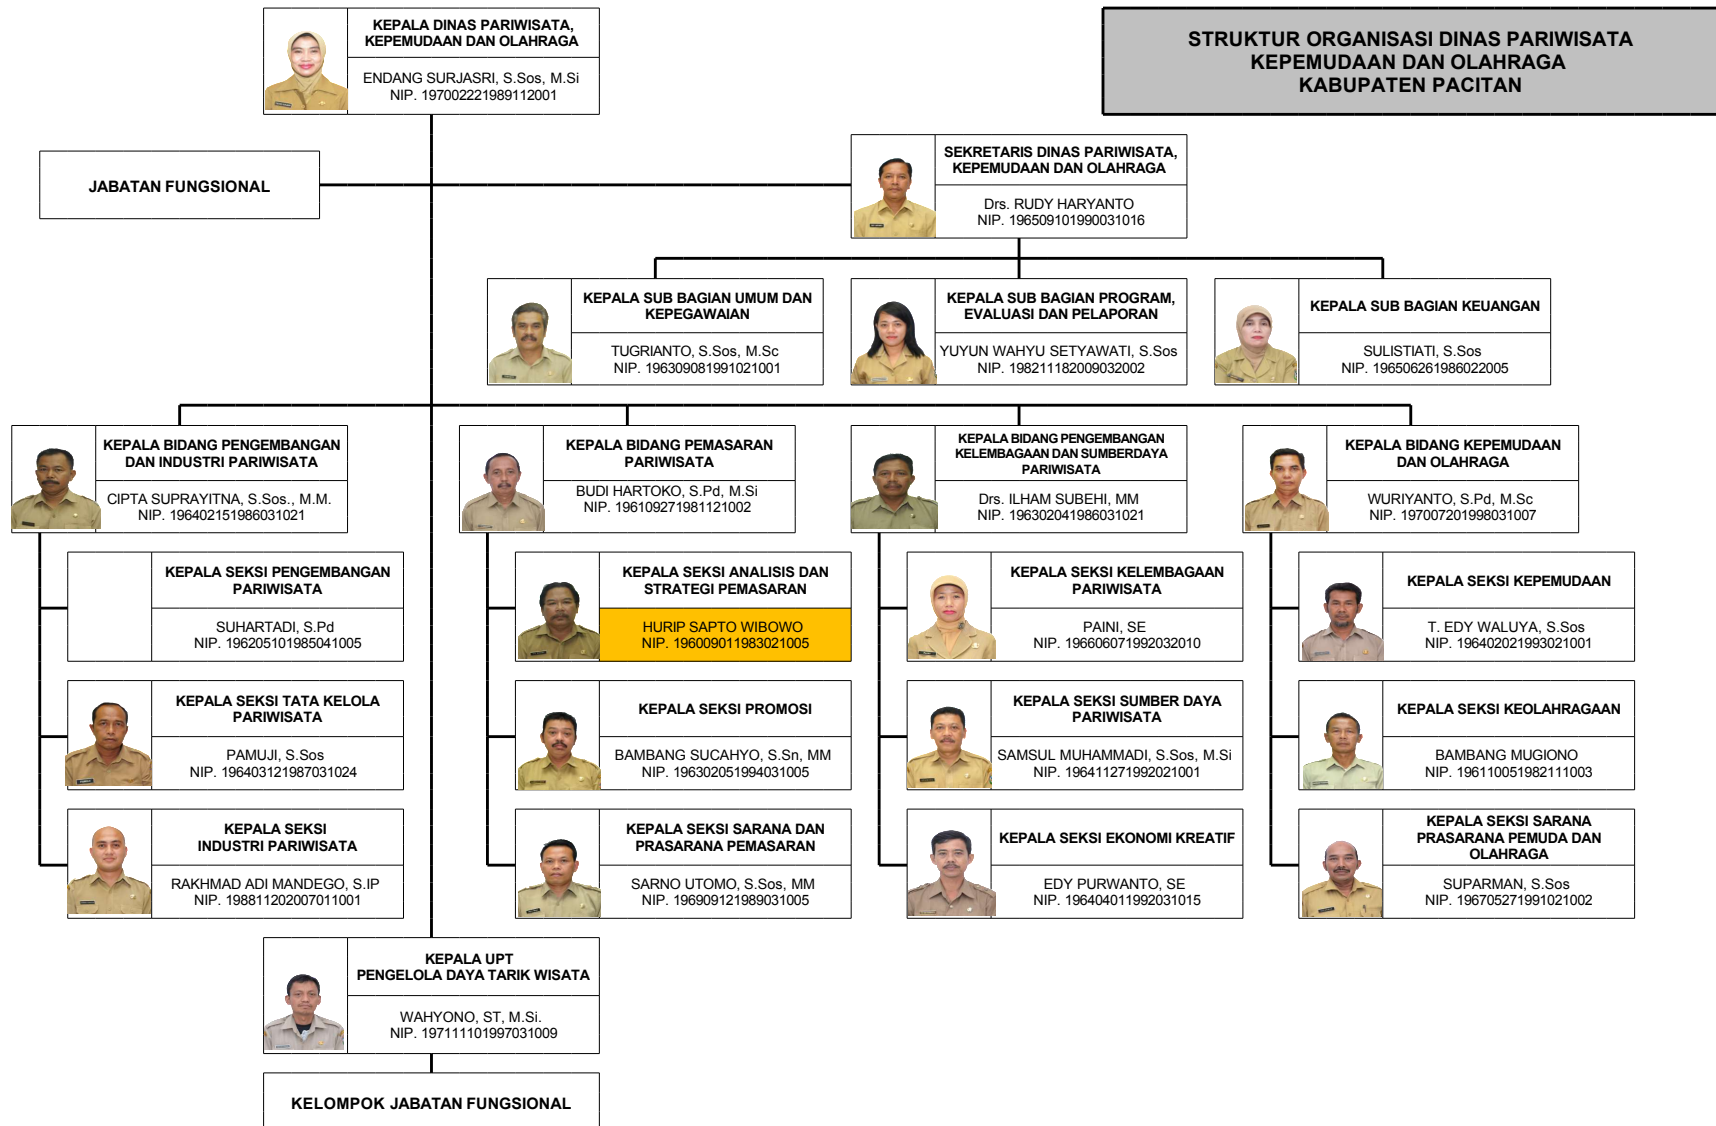 KEPALA DINAS PARIWISATA,
KEPEMUDAAN DAN OLAHRAGA
ENDANG SURJASRI, S.Sos, M.Si
NIP. 197002221989112001
STRUKTUR ORGANISASI DINAS PARIWISATA
KEPEMUDAAN DAN OLAHRAGA
KABUPATEN PACITAN
JABATAN FUNGSIONAL
SEKRETARIS DINAS PARIWISATA,
KEPEMUDAAN DAN OLAHRAGA
Drs. RUDY HARYANTO
NIP. 196509101990031016
KEPALA SUB BAGIAN UMUM DAN
KEPEGAWAIAN
TUGRIANTO, S.Sos, M.Sc
NIP. 196309081991021001
KEPALA SUB BAGIAN PROGRAM,
EVALUASI DAN PELAPORAN
YUYUN WAHYU SETYAWATI, S.Sos
NIP. 198211182009032002
KEPALA SUB BAGIAN KEUANGAN
SULISTIATI, S.Sos
NIP. 196506261986022005
KEPALA BIDANG PENGEMBANGAN
DAN INDUSTRI PARIWISATA
CIPTA SUPRAYITNA, S.Sos., M.M.
NIP. 196402151986031021
KEPALA BIDANG PEMASARAN
PARIWISATA
BUDI HARTOKO, S.Pd, M.Si
NIP. 196109271981121002
KEPALA BIDANG PENGEMBANGAN
KELEMBAGAAN DAN SUMBERDAYA
PARIWISATA
Drs. ILHAM SUBEHI, MM
NIP. 196302041986031021
KEPALA BIDANG KEPEMUDAAN
DAN OLAHRAGA
WURIYANTO, S.Pd, M.Sc
NIP. 197007201998031007
KEPALA SEKSI PENGEMBANGAN
PARIWISATA
SUHARTADI, S.Pd
NIP. 196205101985041005
KEPALA SEKSI ANALISIS DAN
STRATEGI PEMASARAN
HURIP SAPTO WIBOWO
NIP. 196009011983021005
KEPALA SEKSI KELEMBAGAAN
PARIWISATA
PAINI, SE
NIP. 196606071992032010
KEPALA SEKSI KEPEMUDAAN
T. EDY WALUYA, S.Sos
NIP. 196402021993021001
KEPALA SEKSI TATA KELOLA
PARIWISATA
PAMUJI, S.Sos
NIP. 196403121987031024
KEPALA SEKSI PROMOSI
BAMBANG SUCAHYO, S.Sn, MM
NIP. 196302051994031005
KEPALA SEKSI SUMBER DAYA
PARIWISATA
SAMSUL MUHAMMADI, S.Sos, M.Si
NIP. 196411271992021001
KEPALA SEKSI KEOLAHRAGAAN
BAMBANG MUGIONO
NIP. 196110051982111003
KEPALA SEKSI
INDUSTRI PARIWISATA
RAKHMAD ADI MANDEGO, S.IP
NIP. 198811202007011001
KEPALA SEKSI SARANA DAN
PRASARANA PEMASARAN
SARNO UTOMO, S.Sos, MM
NIP. 196909121989031005
KEPALA SEKSI EKONOMI KREATIF
EDY PURWANTO, SE
NIP. 196404011992031015
KEPALA SEKSI SARANA
PRASARANA PEMUDA DAN
OLAHRAGA
SUPARMAN, S.Sos
NIP. 196705271991021002
KEPALA UPT
PENGELOLA DAYA TARIK WISATA
WAHYONO, ST, M.Si.
NIP. 197111101997031009
KELOMPOK JABATAN FUNGSIONAL